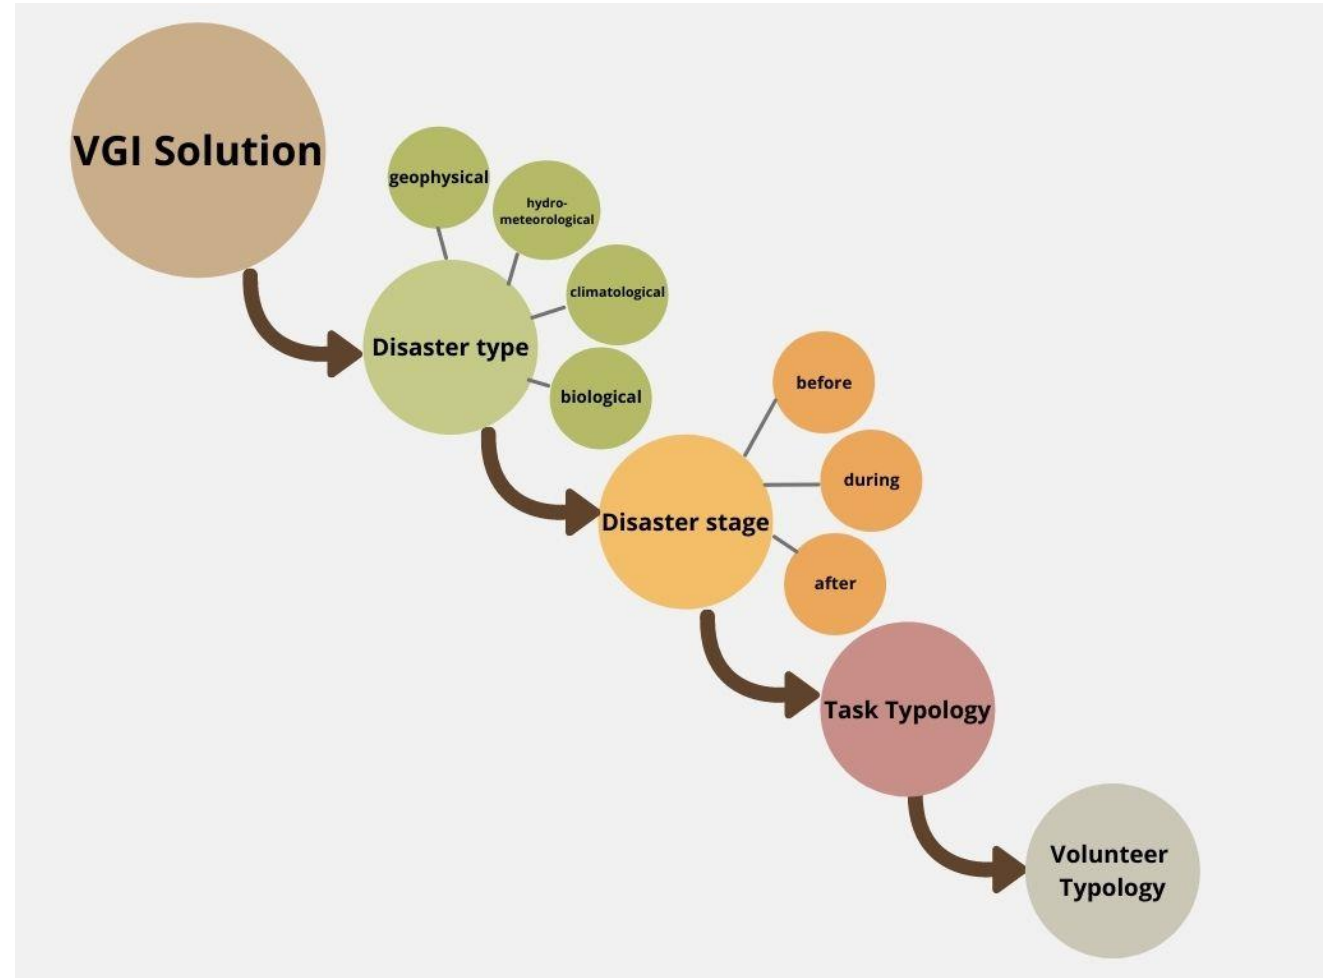 VGI Solution
geophysical
hydro-
meteorological
climatological
Disaster type
biological
before
during
Disaster stage
after
Task Typology
Volunteer
Typology